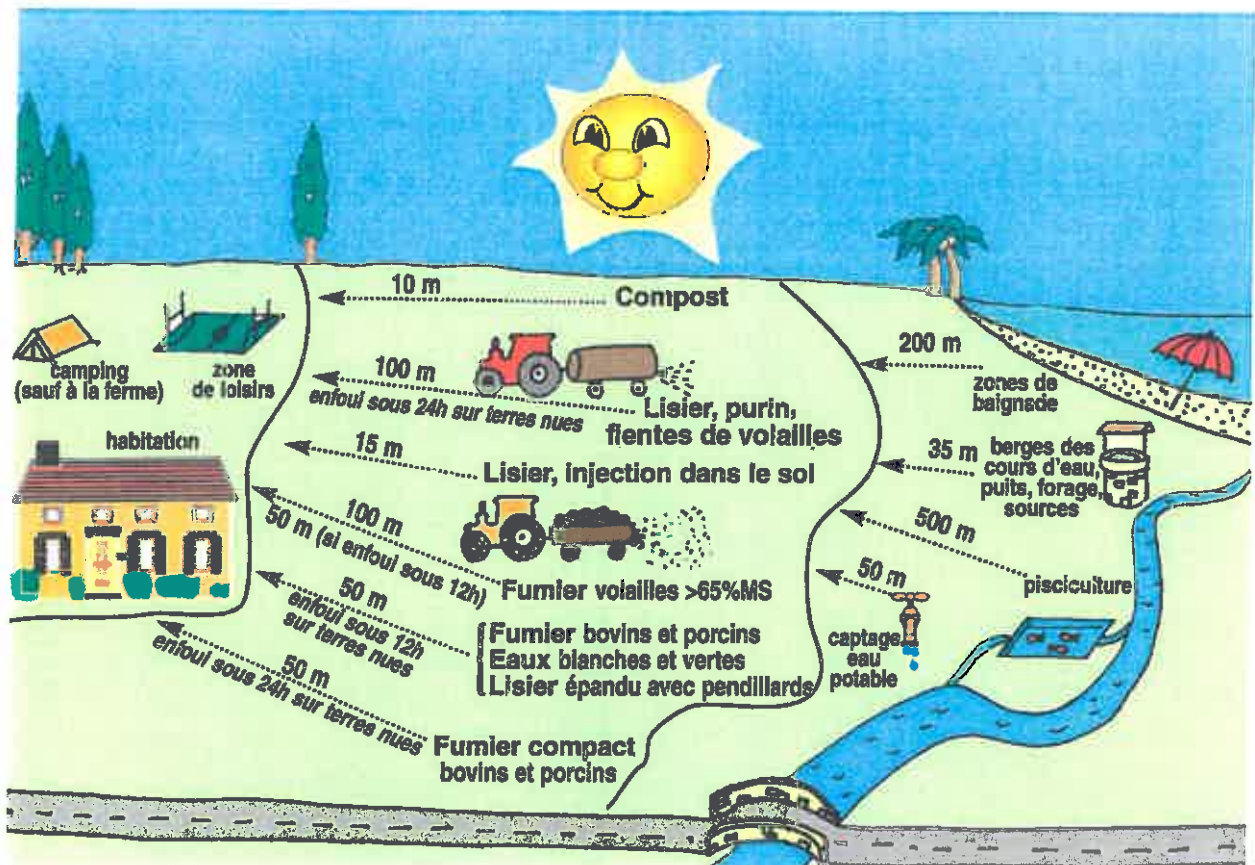 10 m
Compost
camping
(sauf à la ferme)
zone
de loisirs
100 m
enfoui sous 24h sur terres nues
Lisier, purin,
fientes de volailles
200 m
zones de
baignade
habitation
15 m
Lisier, injection dans le sol
35 m
berges des
cours d'eau,
puits, forage,
sources
100 m
50 m (si enfoui sous 12h)
Fumier volailles >65%MS
500 m
pisciculture
50 m
enfoui sous 12h
sur terres nues
Fumier bovins et porcins
Eaux blanches et vertes
Lisier épandu avec pendillards
50 m
captage
eau
potable
50 m
enfoui sous 24h sur terres nues
Fumier compact
bovins et porcins